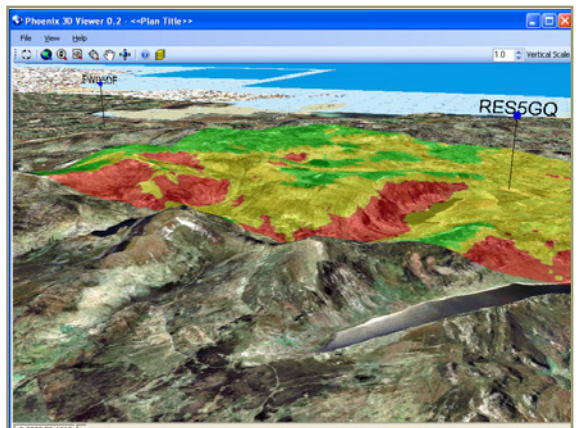 Phoenix 3D Viewer 0.2 - <<Plan Title>>
File View Help
1.0 Vertical Scale
RES5GQ